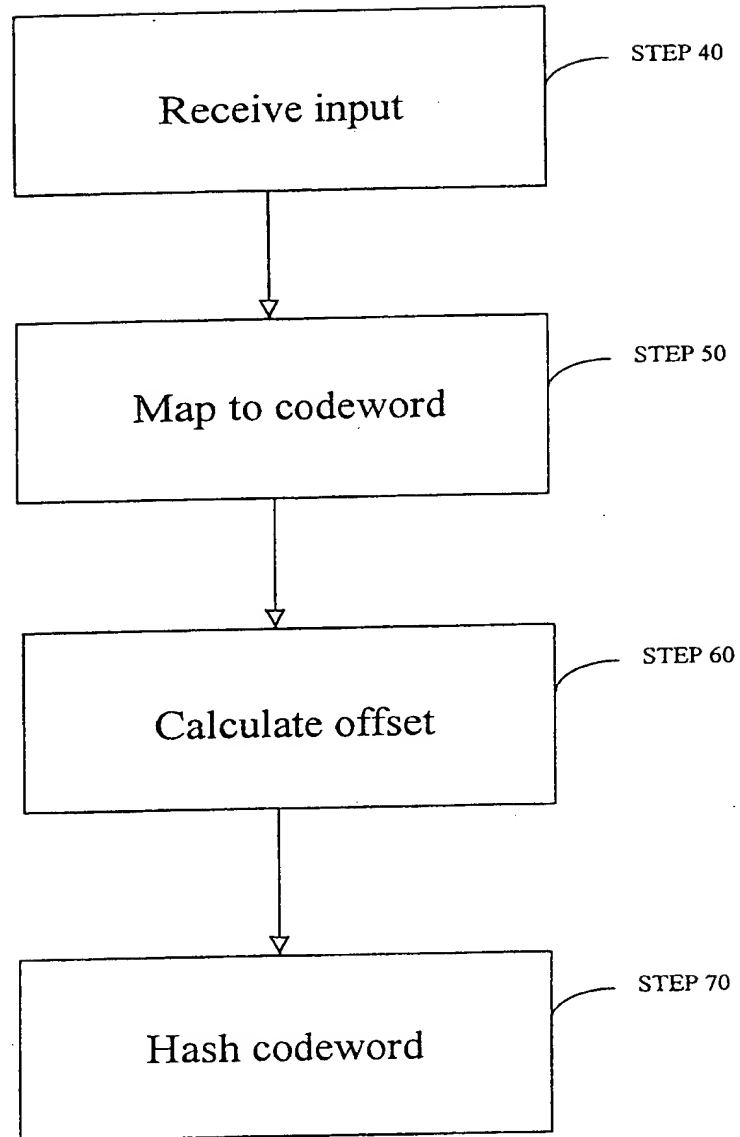 STEP 40
Receive input
STEP 50
Map to codeword
STEP 60
Calculate offset
STEP 70
Hash codeword